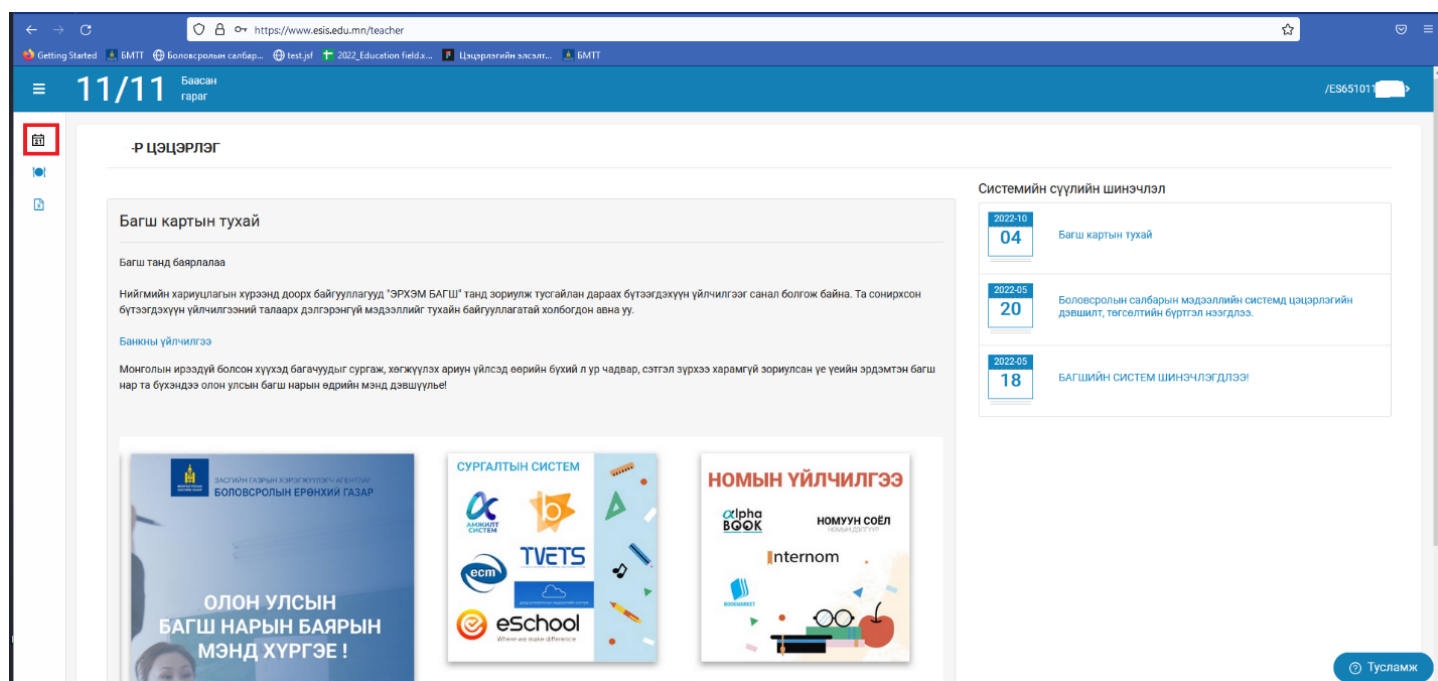 https://www.esis.edu.mn/teacher
Getting Started БМТТ Боловсролын салбар... test.jsf 2022_Education field.x... Цэцэрлэгийн элсэлт... БМТТ
11/11 Баасан
гараг
/ES651011
-Р ЦЭЦЭРЛЭГ
Багш картын тухай
Багш танд баярлалаа
Нийгмийн хариуцлагын хүрээнд доорх байгууллагууд "ЭРХЭМ БАГШ" танд зориулж тусгайлан дараах бүтээгдэхүүн үйлчилгээг санал болгож байна. Та сонирхсон
бүтээгдэхүүн үйлчилгээний талаарх дэлгэрэнгүй мэдээллийг тухайн байгууллагатай холбогдон авна уу.
Банкны үйлчилгээ
Монголын ирээдүй болсон хүүхэд багачуудыг сургаж, хөгжүүлэх ариун үйлсэд өөрийн бүхий л ур чадвар, сэтгэл зүрхээ харамгүй зориулсан үе үеийн эрдэмтэн багш
нар та бүхэндээ олон улсын багш нарын өдрийн мэнд дэвшүүлье!
Системийн сүүлийн шинэчлэл
2022-10
04
Багш картын тухай
2022-05
20
Боловсролын салбарын мэдээллийн системд цэцэрлэгийн
дэвшилт, төгсөлтийн бүртгэл нээгдлээ.
2022-05
18
БАГШИЙН СИСТЕМ ШИНЭЧЛЭГДЛЭЭ!
ЗАСГИЙН ГАЗРЫН ХЭРЭГЖҮҮЛЭГЧ АГЕНТЛАГ
БОЛОВСРОЛЫН ЕРӨНХИЙ ГАЗАР
ОЛОН УЛСЫН
БАГШ НАРЫН БАЯРЫН
МЭНД ХҮРГЭЕ !
СУРГАЛТЫН СИСТЕМ
АМЖИЛТ
СИСТЕМ
b
ecm
TVETS
eSchool
Where we make difference
НОМЫН ҮЙЛЧИЛГЭЭ
alpha
BOOK
НОМУУН СОЁЛ
НОМЫН ДЭЛГҮҮР
Internom
BOOKMARKET
Тусламж